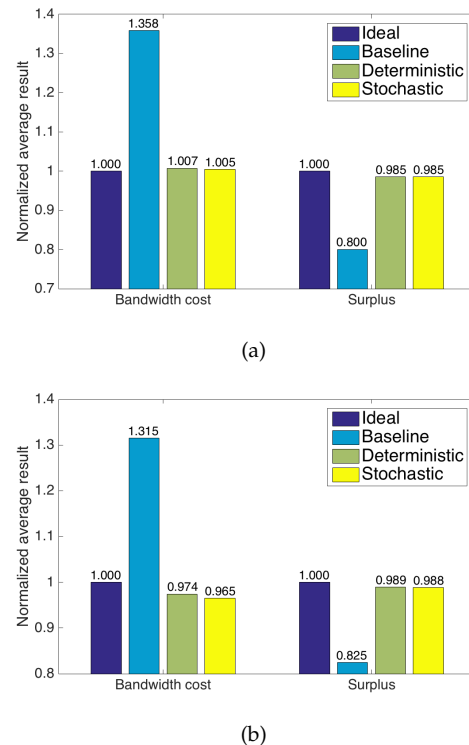 1.4
1.3
1.2
1.1
1
0.9
0.8
0.7
Normalized average result
1.358
1.000
1.007
1.005
1.000
0.800
0.985
0.985
Ideal
Baseline
Deterministic
Stochastic
Bandwidth cost
Surplus
(a)
1.4
1.3
1.2
1.1
1
0.9
0.8
Normalized average result
1.315
1.000
0.974
0.965
1.000
0.825
0.989
0.988
Ideal
Baseline
Deterministic
Stochastic
Bandwidth cost
Surplus
(b)